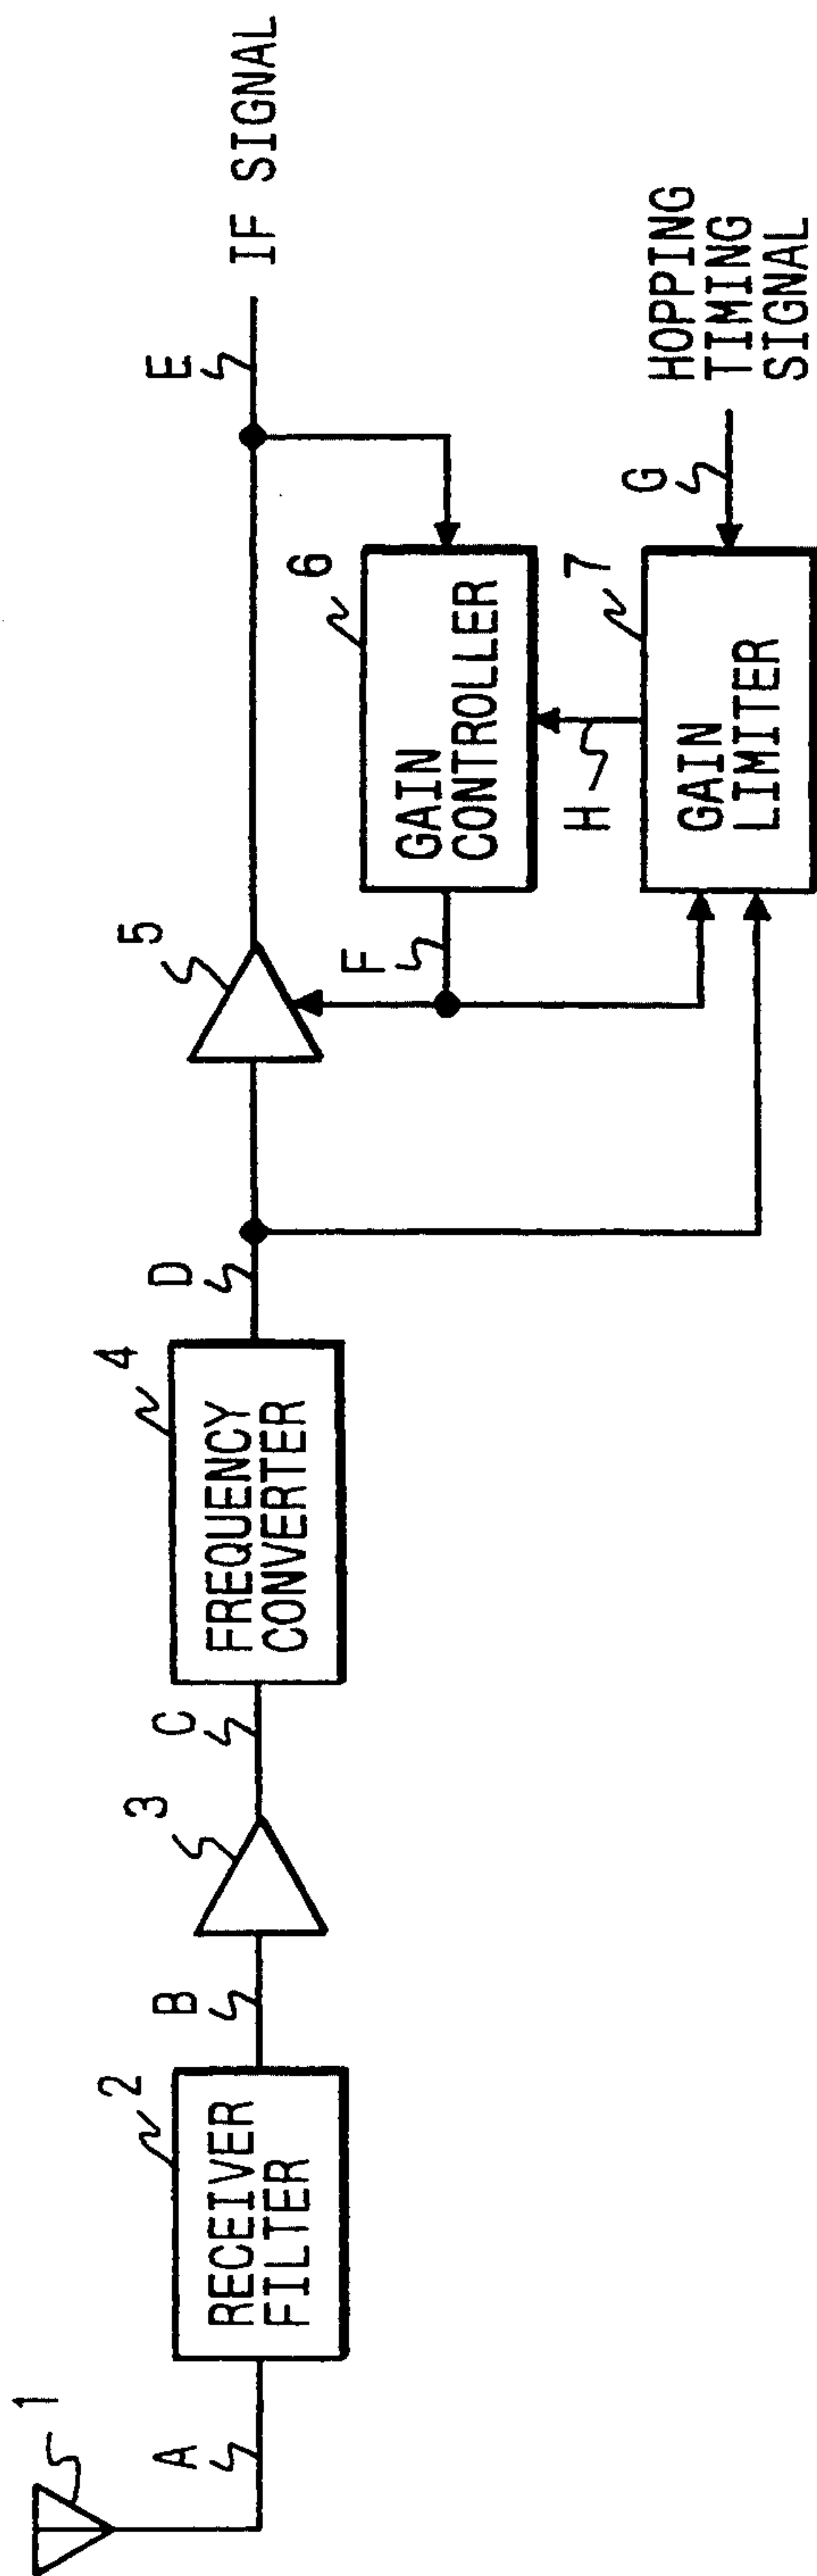 1
A
RECEIVER
FILTER
2
B
3
C
FREQUENCY
CONVERTER
4
D
5
E
IF SIGNAL
F
GAIN
CONTROLLER
6
H
GAIN
LIMITER
7
G
HOPPING
TIMING
SIGNAL